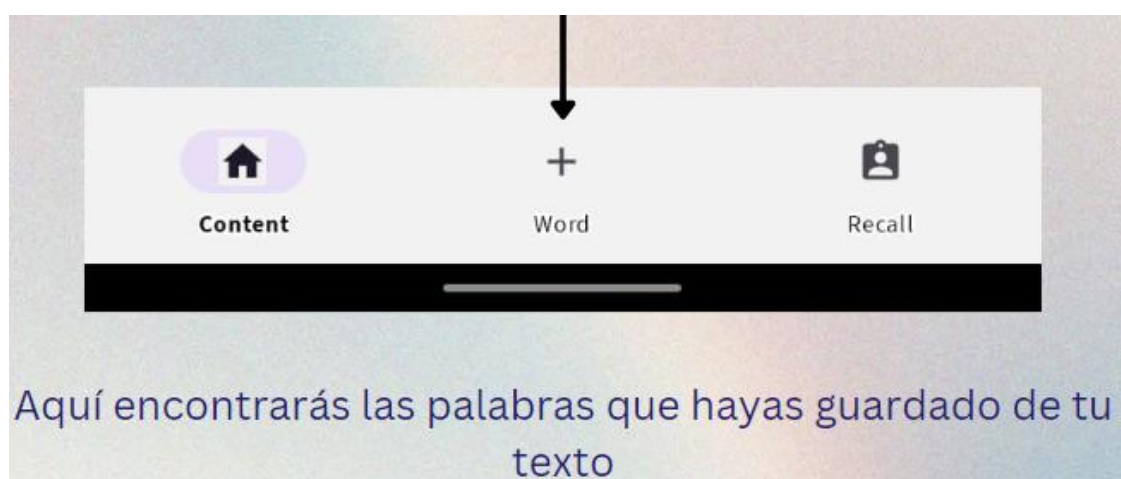 Content
Word
Recall
Aquí encontrarás las palabras que hayas guardado de tu
texto